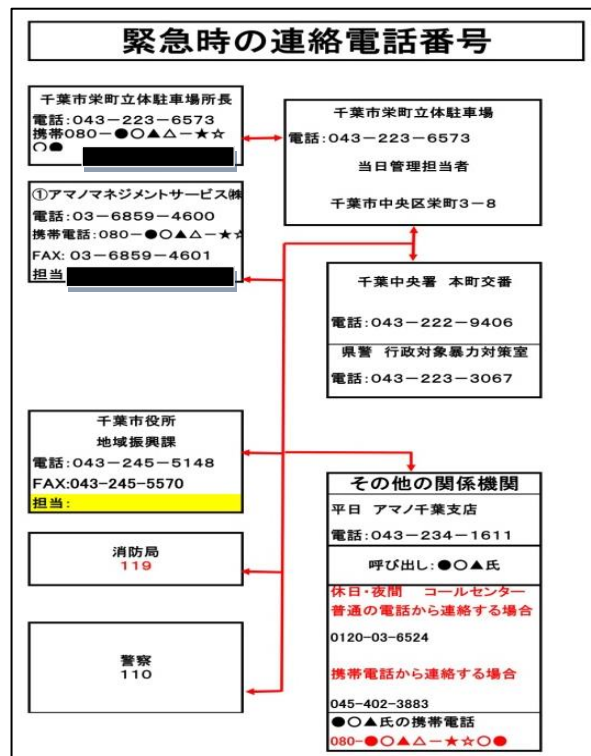 緊急時の連絡電話番号
千葉市栄町立体駐車場所長
電話:043-223-6573
携帯080-●○▲△-★☆
○●
①アマノマネジメントサービス㈱
電話:03-6859-4600
携帯電話:080-●○▲△-★☆
FAX: 03-6859-4601
担当
千葉市栄町立体駐車場
電話:043-223-6573
当日管理担当者
千葉市中央区栄町3-8
千葉中央署 本町交番
電話:043-222-9406
県警 行政対象暴力対策室
電話:043-223-3067
千葉市役所
地域振興課
電話:043-245-5148
FAX:043-245-5570
担当:
消防局
119
警察
110
その他の関係機関
平日 アマノ千葉支店
電話:043-234-1611
呼び出し:●○▲氏
休日・夜間 コールセンター
普通の電話から連絡する場合
0120-03-6524
携帯電話から連絡する場合
045-402-3883
●○▲氏の携帯電話
080-●○▲△-★☆○●